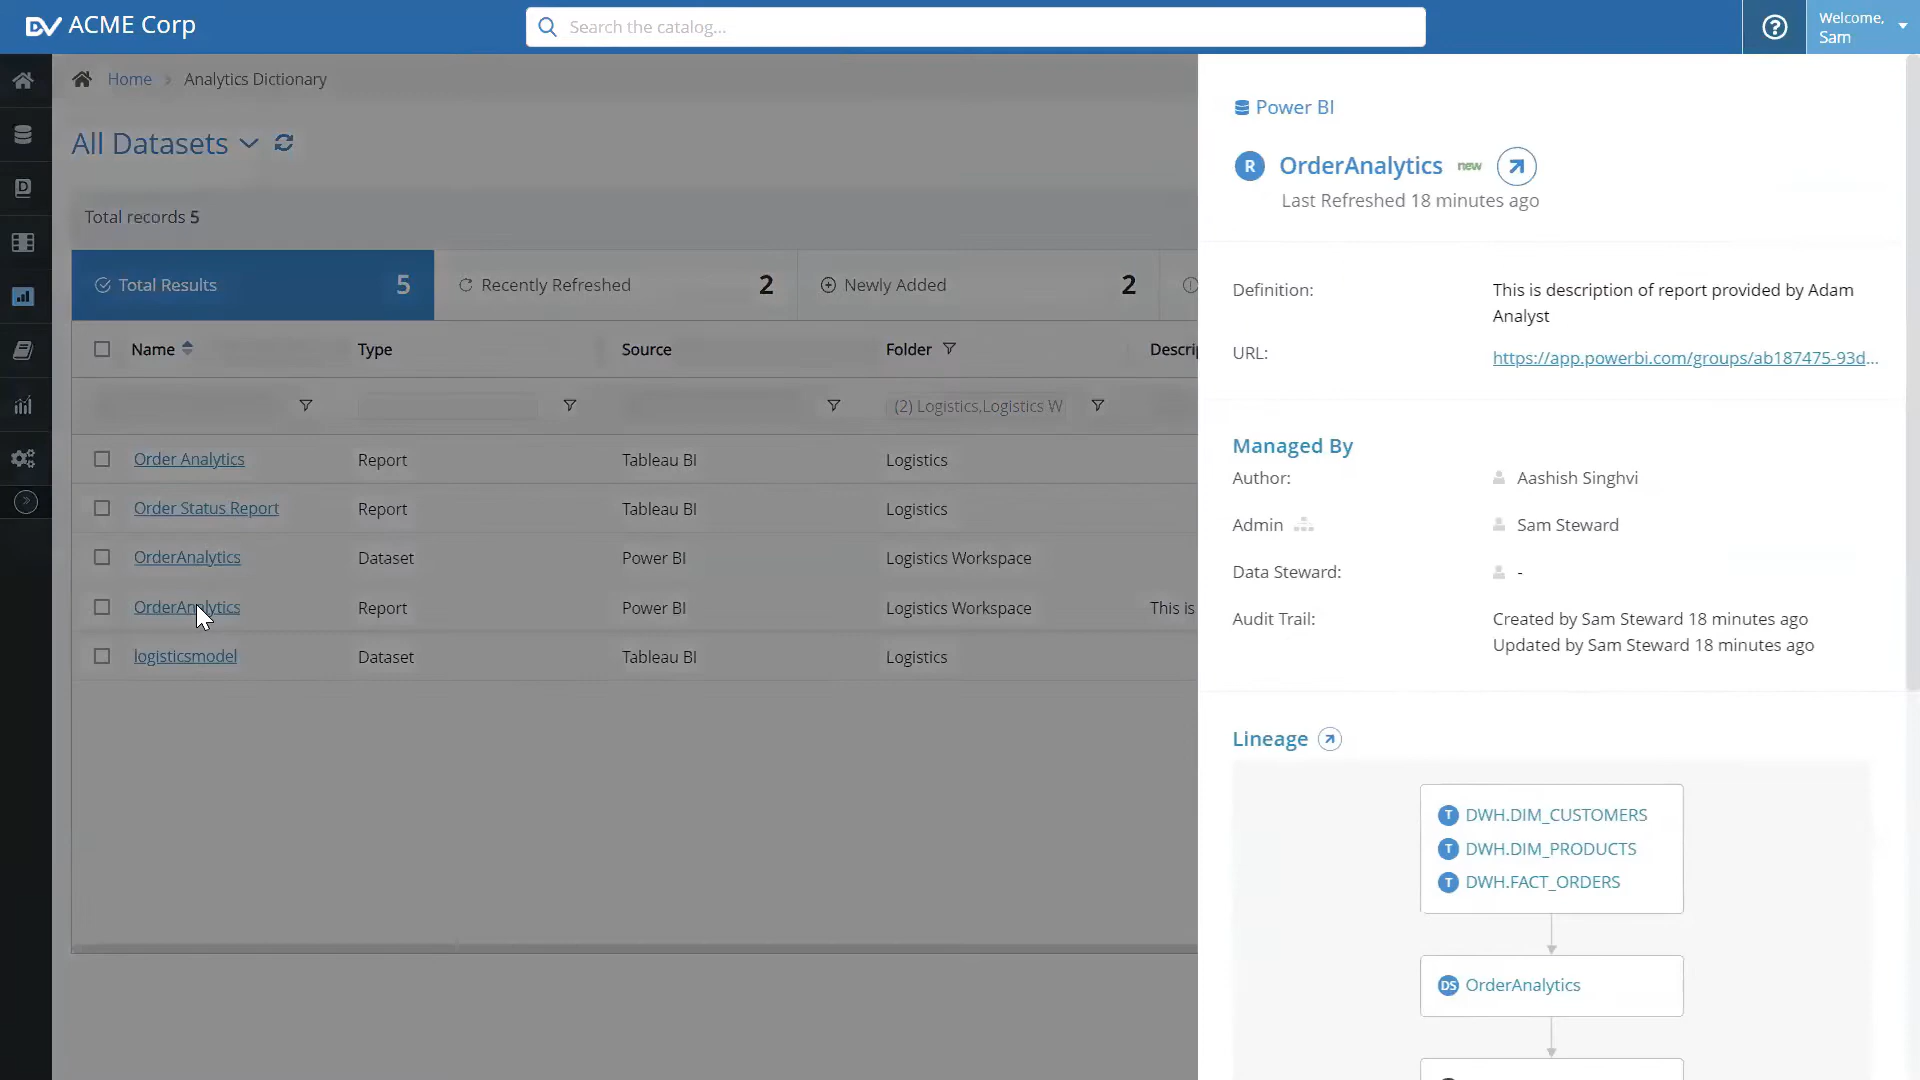 DV ACME Corp
Search the catalog...
Welcome,
Sam
Home > Analytics Dictionary
All Datasets
Total records 5
Total Results 5
Recently Refreshed 2
Newly Added 2
Name Type Source Folder
(2) Logistics,Logistics W
Order Analytics Report Tableau BI Logistics
Order Status Report Report Tableau BI Logistics
OrderAnalytics Dataset Power BI Logistics Workspace
OrderAnalytics Report Power BI Logistics Workspace This is
logisticsmodel Dataset Tableau BI Logistics
Power BI
R OrderAnalytics new
Last Refreshed 18 minutes ago
Definition: This is description of report provided by Adam
Analyst
URL: https://app.powerbi.com/groups/ab187475-93d...
Managed By
Author: Aashish Singhvi
Admin Sam Steward
Data Steward: -
Audit Trail: Created by Sam Steward 18 minutes ago
Updated by Sam Steward 18 minutes ago
Lineage
T DWH.DIM_CUSTOMERS
T DWH.DIM_PRODUCTS
T DWH.FACT_ORDERS
DS OrderAnalytics